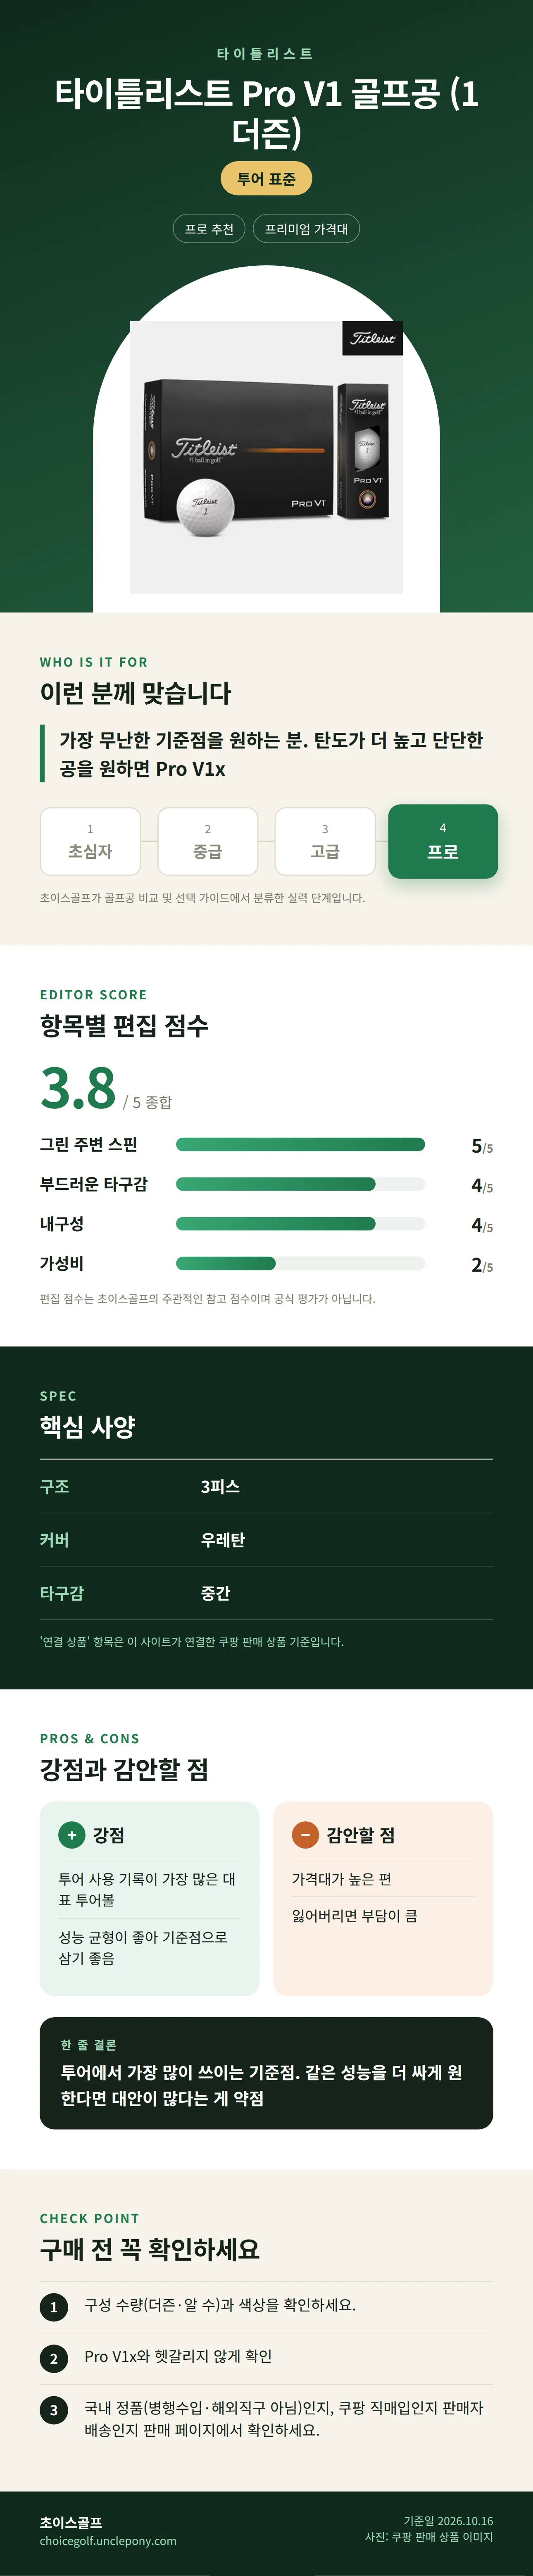 타이틀리스트
타이틀리스트 Pro V1 골프공 (1
더즌)
투어 표준
프로 추천
프리미엄 가격대
Titleist
Titleist
#1 ball in golf
PRO V1
Titleist
1
Titleist
#1 ball in golf
PRO V1
이런 분께 맞습니다
WHO IS IT FOR
가장 무난한 기준점을 원하는 분. 탄도가 더 높고 단단한
공을 원하면 Pro V1x
1
초심자
2
중급
3
고급
4
프로
초이스골프가 골프공 비교 및 선택 가이드에서 분류한 실력 단계입니다.
EDITOR SCORE
항목별 편집 점수
3.8 / 5 종합
그린 주변 스핀 5/5
부드러운 타구감 4/5
내구성 4/5
가성비 2/5
편집 점수는 초이스골프의 주관적인 참고 점수이며 공식 평가가 아닙니다.
SPEC
핵심 사양
구조 3피스
커버 우레탄
타구감 중간
'연결 상품' 항목은 이 사이트가 연결한 쿠팡 판매 상품 기준입니다.
PROS & CONS
강점과 감안할 점
+ 강점
투어 사용 기록이 가장 많은 대
표 투어볼
성능 균형이 좋아 기준점으로
삼기 좋음
− 감안할 점
가격대가 높은 편
잃어버리면 부담이 큼
한 줄 결론
투어에서 가장 많이 쓰이는 기준점. 같은 성능을 더 싸게 원
한다면 대안이 많다는 게 약점
CHECK POINT
구매 전 꼭 확인하세요
1 구성 수량(더즌·알 수)과 색상을 확인하세요.
2 Pro V1x와 헷갈리지 않게 확인
3 국내 정품(병행수입·해외직구 아님)인지, 쿠팡 직매입인지 판매자
배송인지 판매 페이지에서 확인하세요.
초이스골프
choicegolf.unclepony.com
기준일 2026.10.16
사진: 쿠팡 판매 상품 이미지